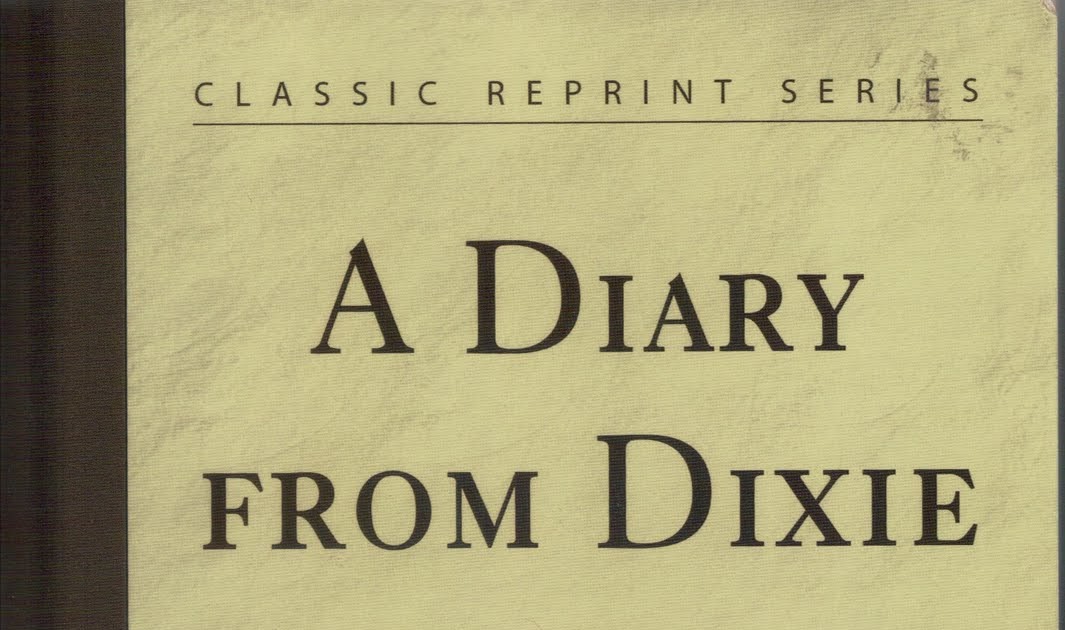 CLASSIC REPRINT SERIES
A DIARY
FROM DIXIE